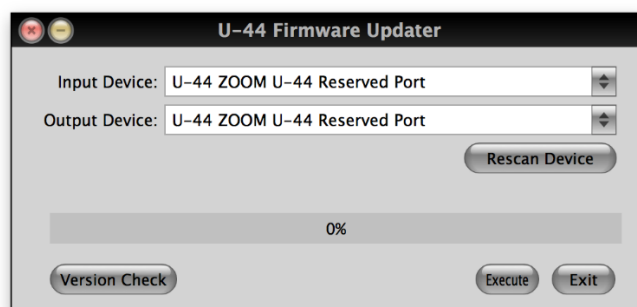 U-44 Firmware Updater
Input Device: U-44 ZOOM U-44 Reserved Port
Output Device: U-44 ZOOM U-44 Reserved Port
Rescan Device
0%
Version Check Execute Exit